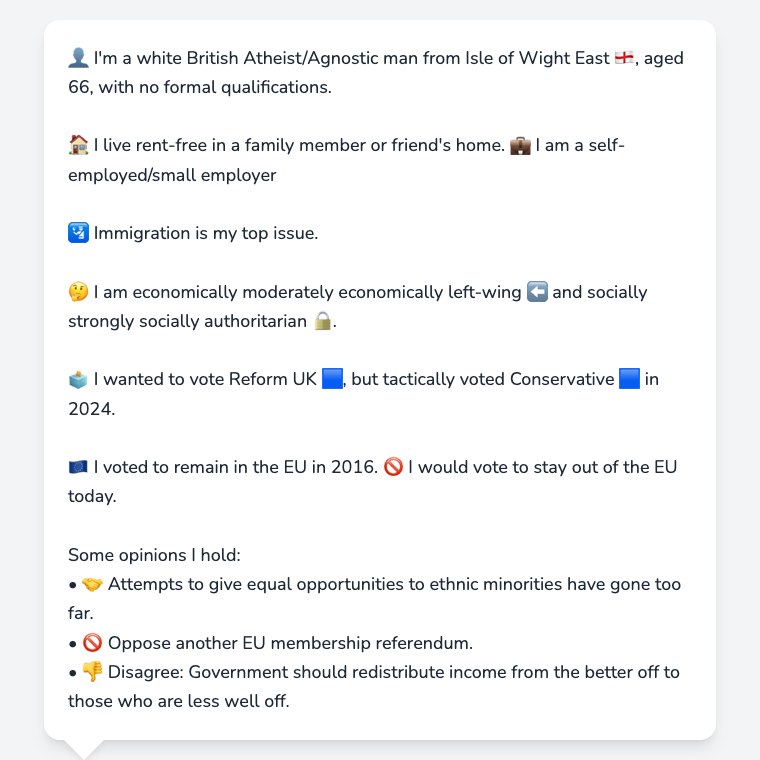 👤 I'm a white British Atheist/Agnostic man from Isle of Wight East 🏴󠁧󠁢󠁥󠁮󠁧󠁿, aged
66, with no formal qualifications.
🏠 I live rent-free in a family member or friend's home. 💼 I am a self-
employed/small employer
🛂 Immigration is my top issue.
🤔 I am economically moderately economically left-wing ⬅️ and socially
strongly socially authoritarian 🔒.
🗳️ I wanted to vote Reform UK 🟦, but tactically voted Conservative 🟦 in
2024.
🇪🇺 I voted to remain in the EU in 2016. 🚫 I would vote to stay out of the EU
today.
Some opinions I hold:
• 🤝 Attempts to give equal opportunities to ethnic minorities have gone too
far.
• 🚫 Oppose another EU membership referendum.
• 👎 Disagree: Government should redistribute income from the better off to
those who are less well off.